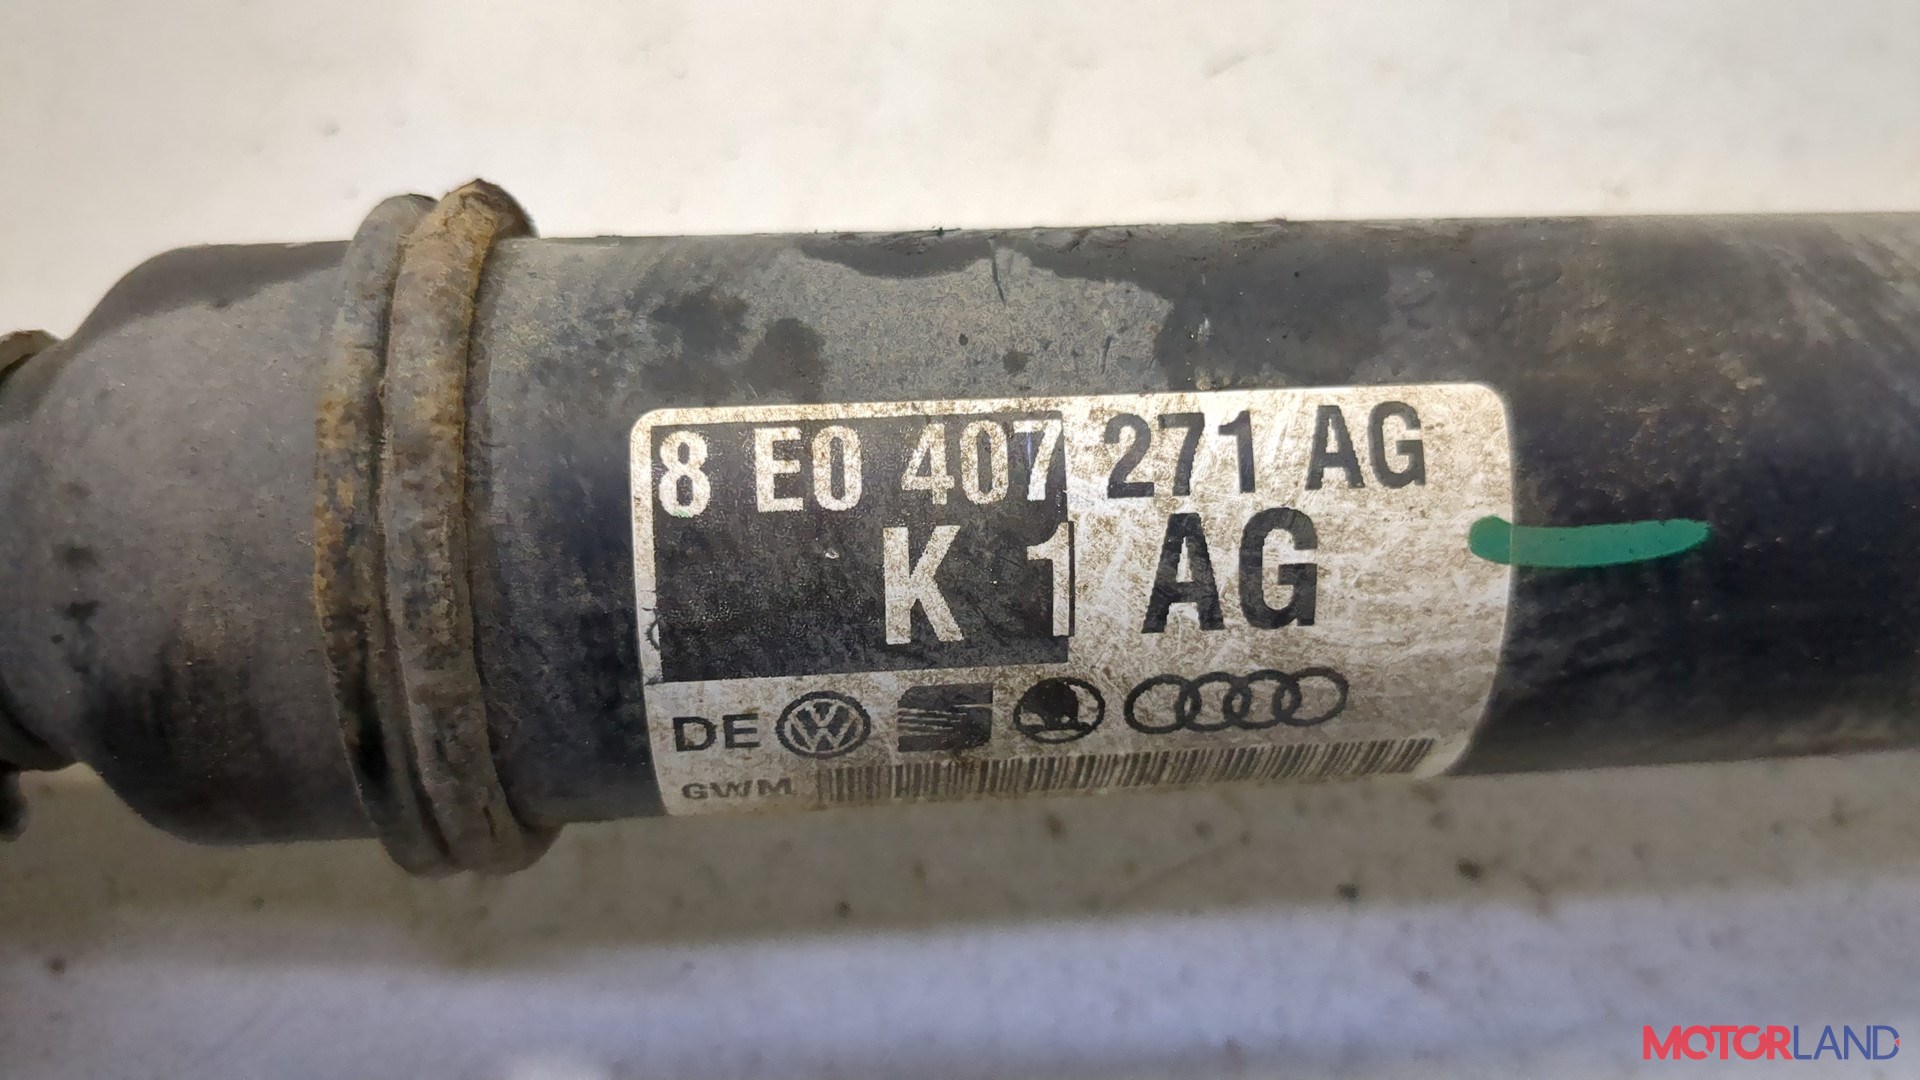 8 E0 407 271 AG
K 1 AG
DE
GWM
MOTORLAND